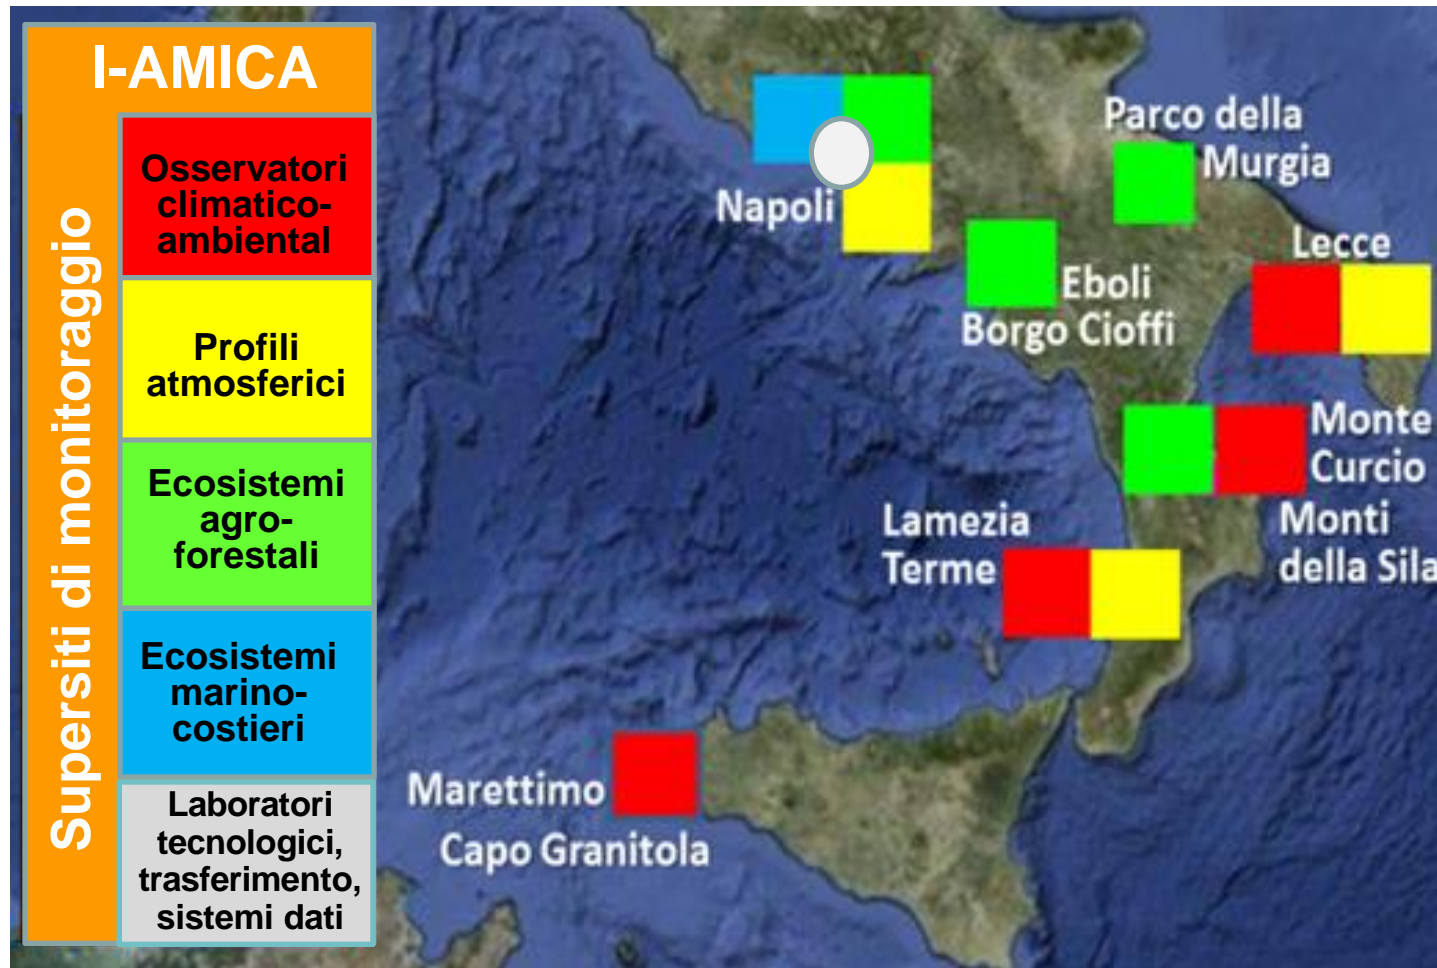 I-AMICA
Supersiti di monitoraggio
Osservatori
climatico-
ambiental
Profili
atmosferici
Ecosistemi
agro-
forestali
Ecosistemi
marino-
costieri
Laboratori
tecnologici,
trasferimento,
sistemi dati
Napoli
Parco della
Murgia
Lecce
Eboli
Borgo Cioffi
Monte
Curcio
Monti
della Sila
Lamezia
Terme
Marettimo
Capo Granitola